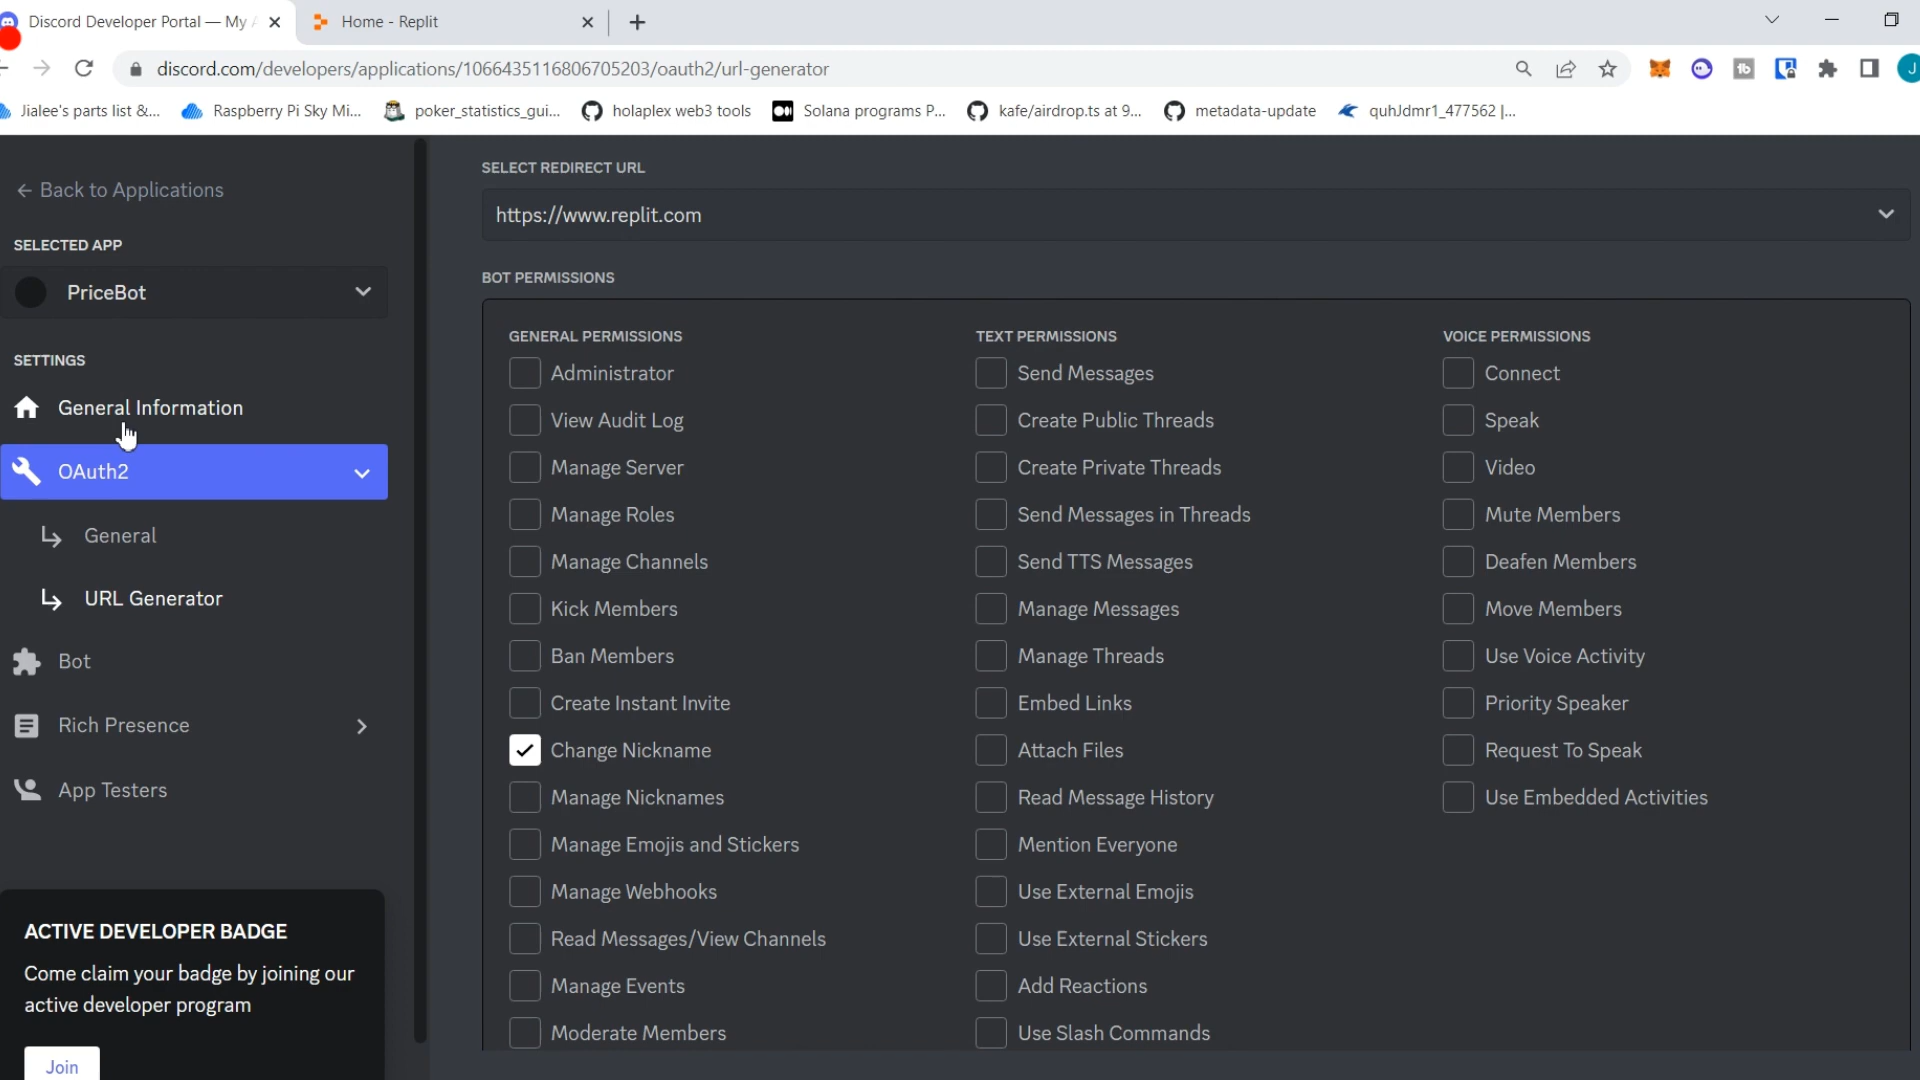 Discord Developer Portal — My A
Home - Replit
discord.com/developers/applications/1066435116806705203/oauth2/url-generator
J
Jialee's parts list &...
Raspberry Pi Sky Mi...
poker_statistics_gui...
holaplex web3 tools
Solana programs P...
kafe/airdrop.ts at 9...
metadata-update
quhJdmr1_477562 |...
← Back to Applications
SELECTED APP
PriceBot
SETTINGS
General Information
OAuth2
General
URL Generator
Bot
Rich Presence
App Testers
ACTIVE DEVELOPER BADGE
Come claim your badge by joining our
active developer program
Join
SELECT REDIRECT URL
https://www.replit.com
BOT PERMISSIONS
GENERAL PERMISSIONS
Administrator
View Audit Log
Manage Server
Manage Roles
Manage Channels
Kick Members
Ban Members
Create Instant Invite
Change Nickname
Manage Nicknames
Manage Emojis and Stickers
Manage Webhooks
Read Messages/View Channels
Manage Events
Moderate Members
TEXT PERMISSIONS
Send Messages
Create Public Threads
Create Private Threads
Send Messages in Threads
Send TTS Messages
Manage Messages
Manage Threads
Embed Links
Attach Files
Read Message History
Mention Everyone
Use External Emojis
Use External Stickers
Add Reactions
Use Slash Commands
VOICE PERMISSIONS
Connect
Speak
Video
Mute Members
Deafen Members
Move Members
Use Voice Activity
Priority Speaker
Request To Speak
Use Embedded Activities